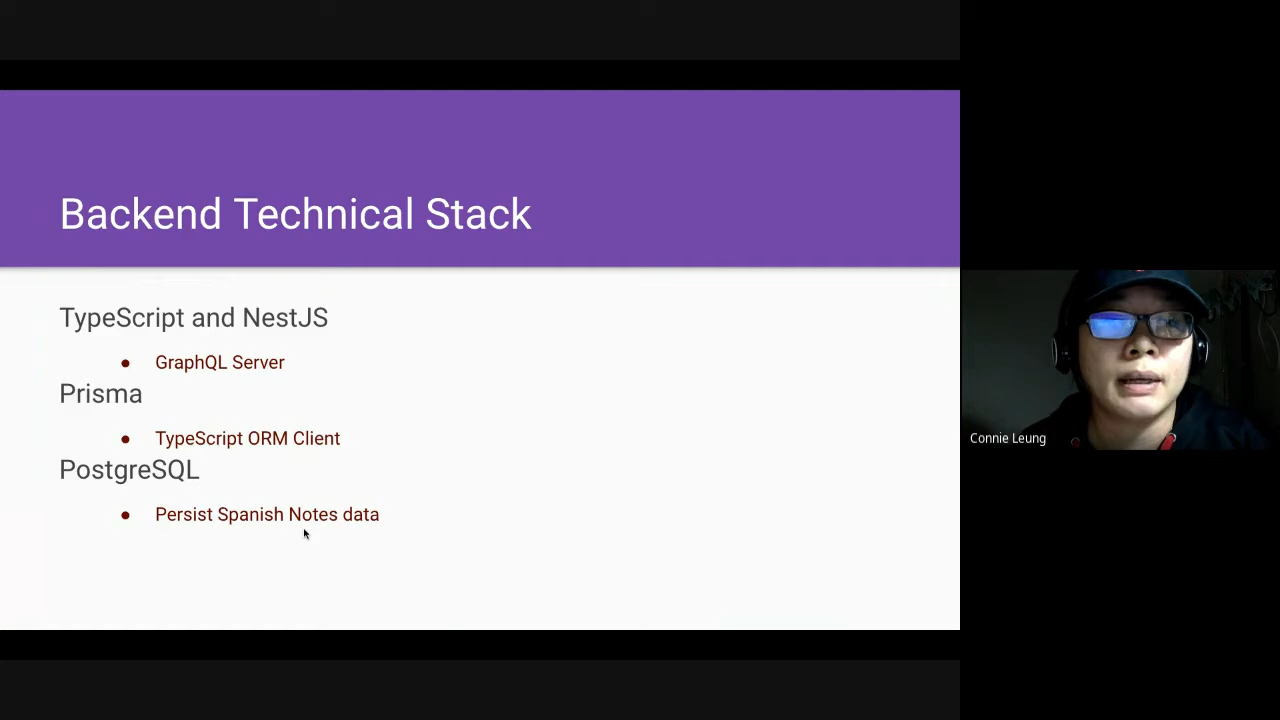 Backend Technical Stack
TypeScript and NestJS
● GraphQL Server
Prisma
● TypeScript ORM Client
PostgreSQL
● Persist Spanish Notes data
Connie Leung